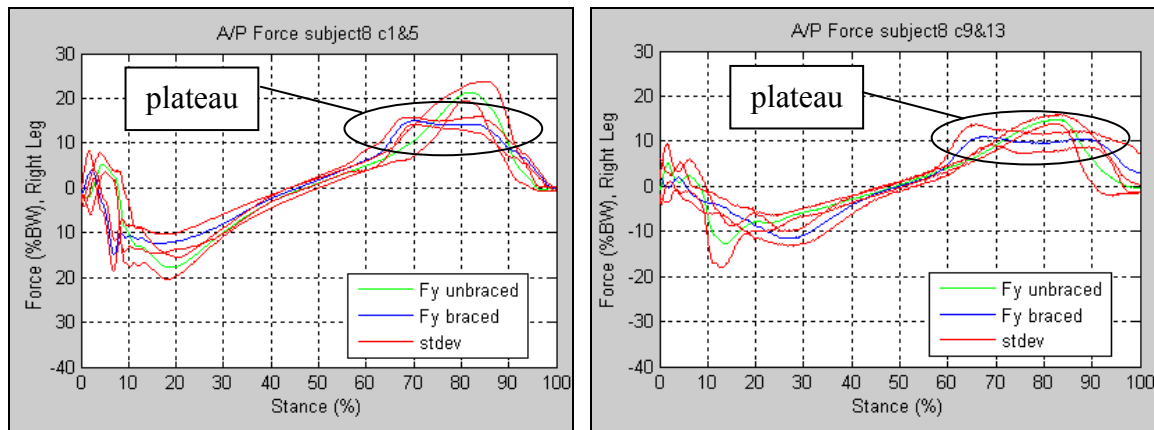 A/P Force subject8 c1&5
plateau
30
20
10
0
10
20
30
-40
Force (%BW), Right Leg
Fy unbraced
Fy braced
stdev
0 10 20 30 40 50 60 70 80 90 100
Stance (%)
A/P Force subject8 c9&13
plateau
30
20
10
0
-10
-20
-30
-40
Force (%BW), Right Leg
Fy unbraced
Fy braced
stdev
0 10 20 30 40 50 60 70 80 90 100
Stance (%)